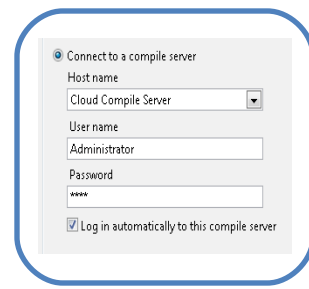 Connect to a compile server
Host name
Cloud Compile Server
User name
Administrator
Password
****
Log in automatically to this compile server